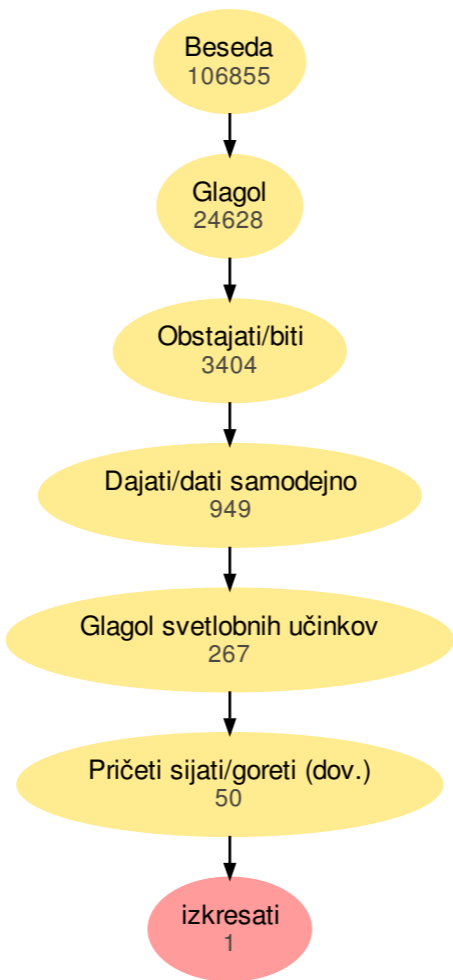 Beseda
106855
Glagol
24628
Obstajati/biti
3404
Dajati/dati samodejno
949
Glagol svetlobnih učinkov
267
Pričeti sijati/goreti (dov.)
50
izkresati
1